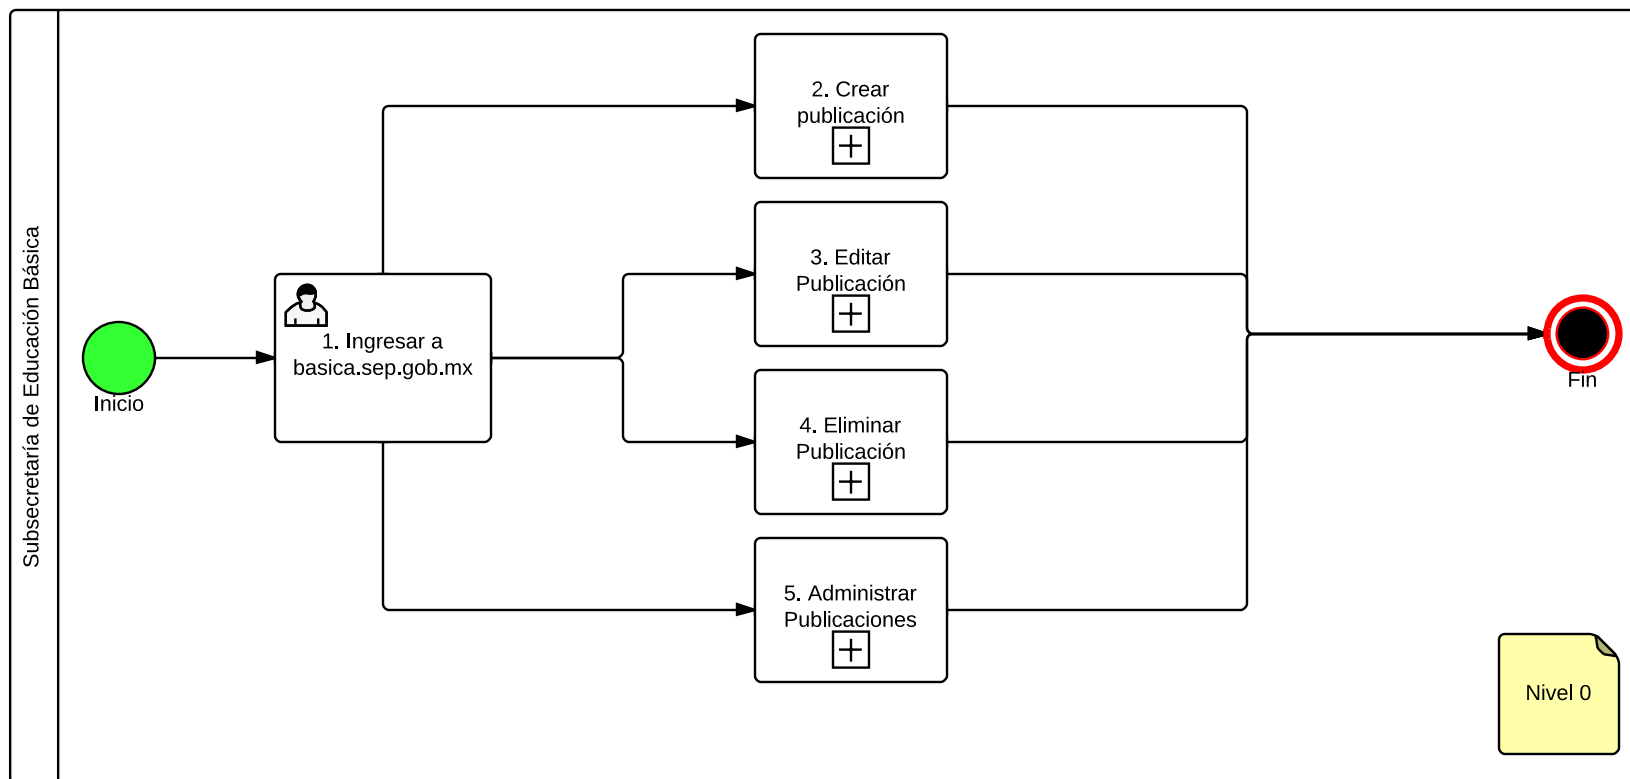 Subsecretaría de Educación Básica
Inicio
1. Ingresar a
basica.sep.gob.mx
2. Crear
publicación
3. Editar
Publicación
4. Eliminar
Publicación
5. Administrar
Publicaciones
Fin
Nivel 0